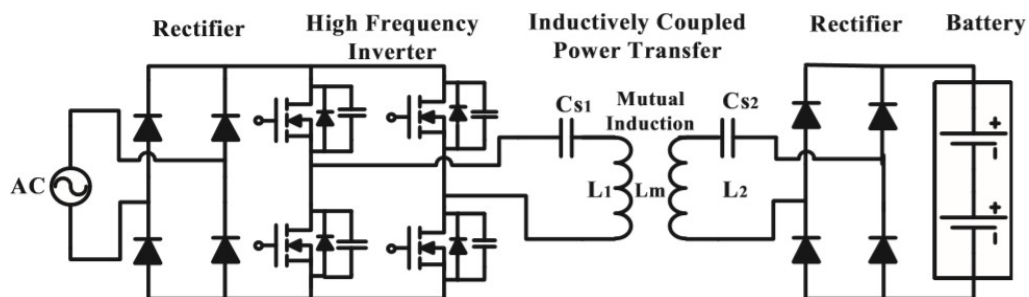 Rectifier
High Frequency
Inverter
Inductively Coupled
Power Transfer
Rectifier
Battery
Cs1
Mutual
Induction
Cs2
AC
L1
Lm
L2
+
-
+
-